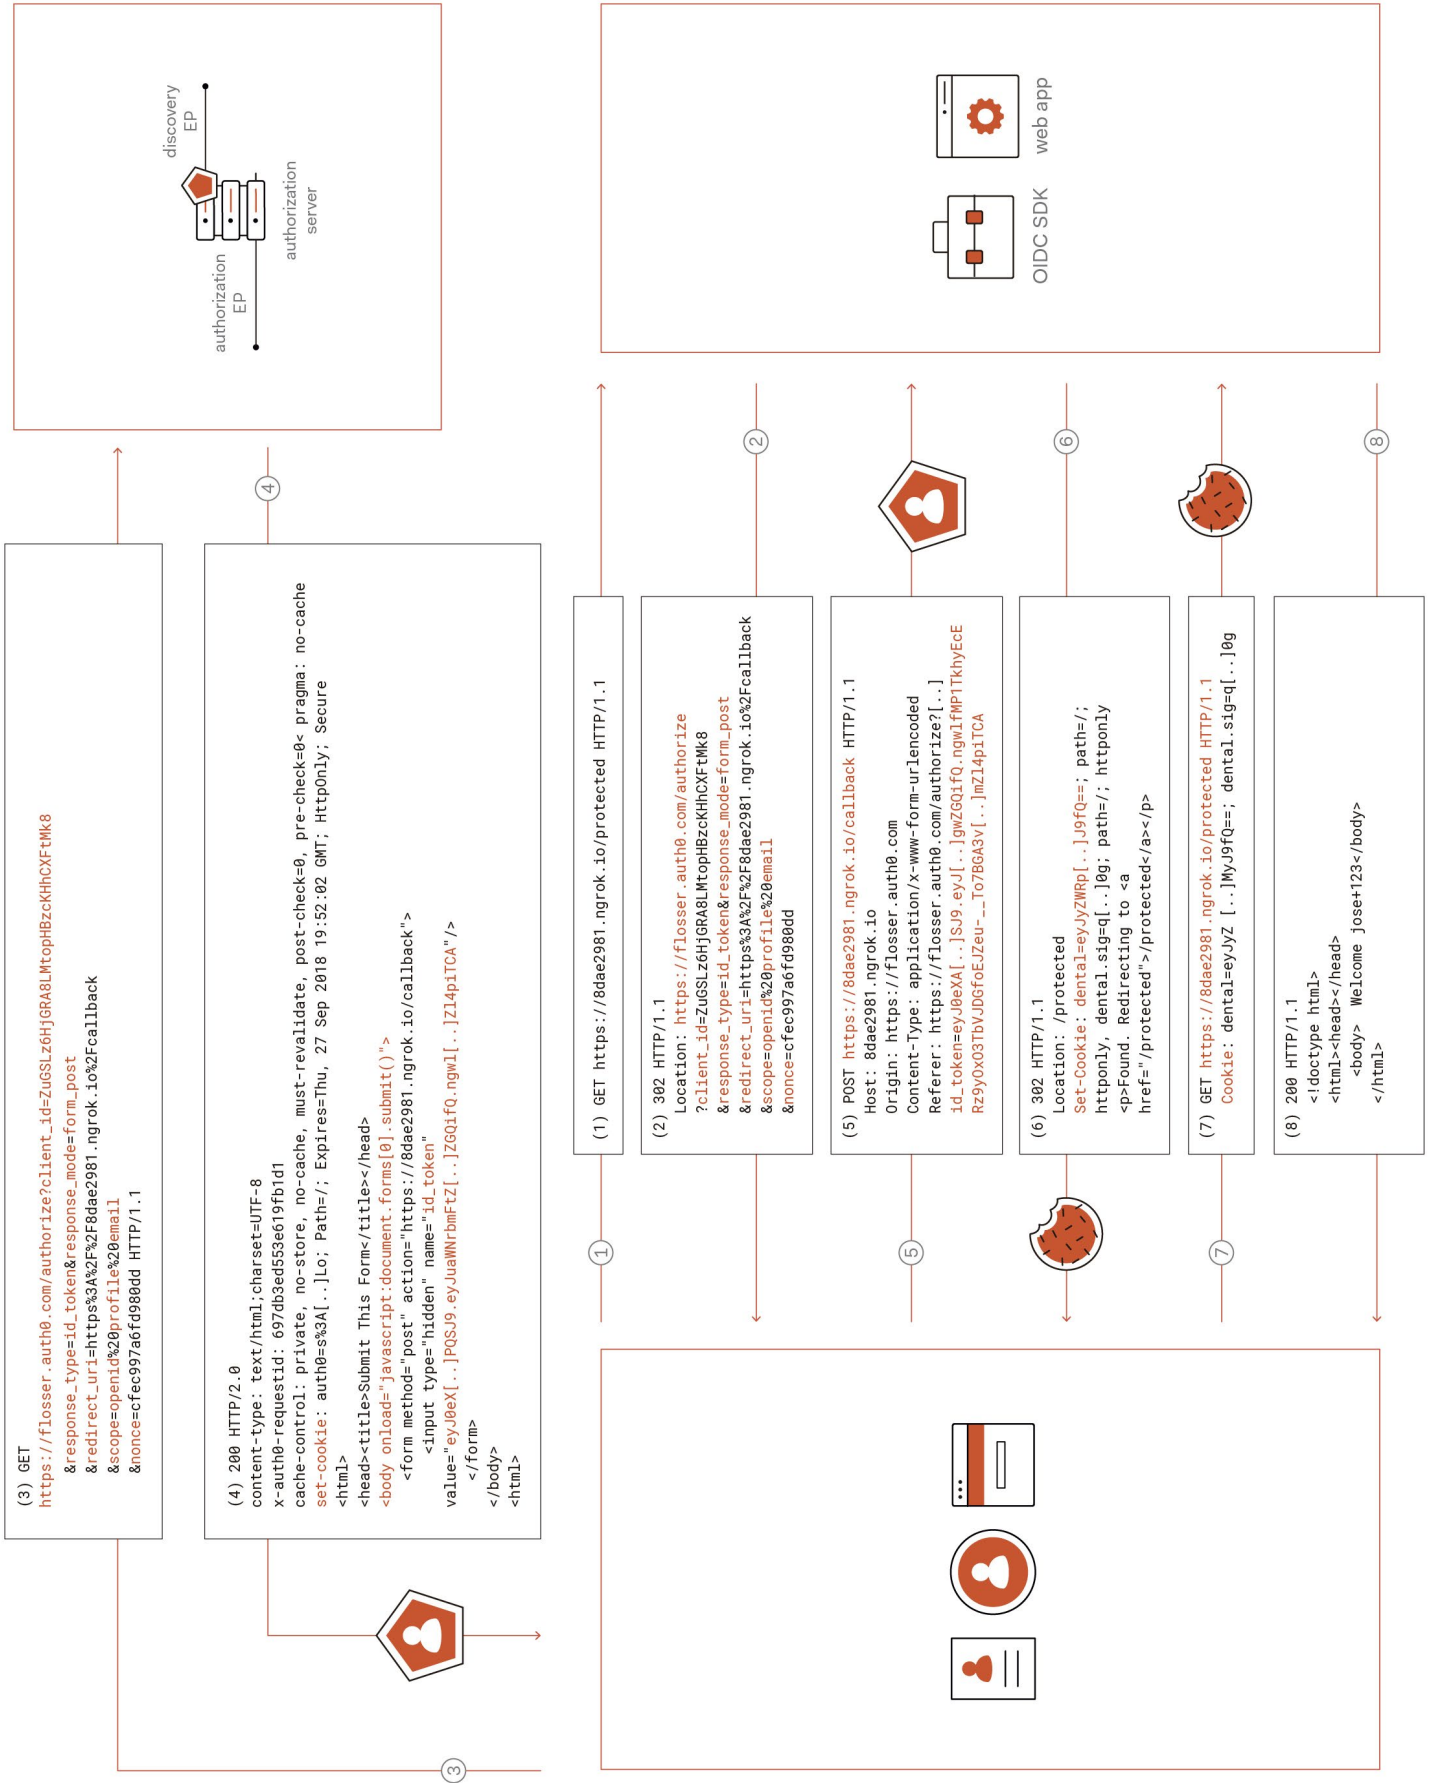 (3) GET
https://flosser.auth0.com/authorize?client_id=ZuGSLz6HjGRA8LMtopHBzcKHhCXFtMk8
&response_type=id_token&response_mode=form_post
&redirect_uri=https%3A%2F%2F8dae2981.ngrok.io%2Fcallback
&scope=openid%20profile%20email
&nonce=cfec997a6fd980dd HTTP/1.1
3
discovery
EP
authorization
EP
authorization
server
4
(4) 200 HTTP/2.0
content-type: text/html;charset=UTF-8
x-auth0-requestid: 697db3ed553e619fb1d1
cache-control: private, no-store, no-cache, must-revalidate, post-check=0, pre-check=0< pragma: no-cache
set-cookie: auth0=s%3A[..]Lo; Path=/; Expires=Thu, 27 Sep 2018 19:52:02 GMT; HttpOnly; Secure
<html>
<head><title>Submit This Form</title></head>
<body onload="javascript:document.forms[0].submit()">
<form method="post" action="https://8dae2981.ngrok.io/callback">
<input type="hidden" name="id_token"
value="eyJ0eX[..]PQSJ9.eyJuaWNrbmFtZ[..]ZGQifQ.ngwl[..]Zl4piTCA"/>
</form>
</body>
<html>
1
(1) GET https://8dae2981.ngrok.io/protected HTTP/1.1
2
(2) 302 HTTP/1.1
Location: https://flosser.auth0.com/authorize
?client_id=ZuGSLz6HjGRA8LMtopHBzcKHhCXFtMk8
&response_type=id_token&response_mode=form_post
&redirect_uri=https%3A%2F%2F8dae2981.ngrok.io%2Fcallback
&scope=openid%20profile%20email
&nonce=cfec997a6fd980dd
5
(5) POST https://8dae2981.ngrok.io/callback HTTP/1.1
Host: 8dae2981.ngrok.io
Origin: https://flosser.auth0.com
Content-Type: application/x-www-form-urlencoded
Referer: https://flosser.auth0.com/authorize?[..]
id_token=eyJ0eXA[..]SJ9.eyJ[..]gwZGQifQ.ngwlfMP1TkhyEcE
Rz9yOxO3TbVJDGfoEJZeu-__To7BGA3v[..]mZl4piTCA
6
(6) 302 HTTP/1.1
Location: /protected
Set-Cookie: dental=eyJyZWRp[..]J9fQ==; path=/;
httponly, dental.sig=q[..]0g; path=/; httponly
<p>Found. Redirecting to <a
href="/protected">/protected</a></p>
7
(7) GET https://8dae2981.ngrok.io/protected HTTP/1.1
Cookie: dental=eyJyZ [..]MyJ9fQ==; dental.sig=q[..]0g
8
(8) 200 HTTP/1.1
<!doctype html>
<html><head></head>
<body> Welcome jose+123</body>
</html>
OIDC SDK
web app